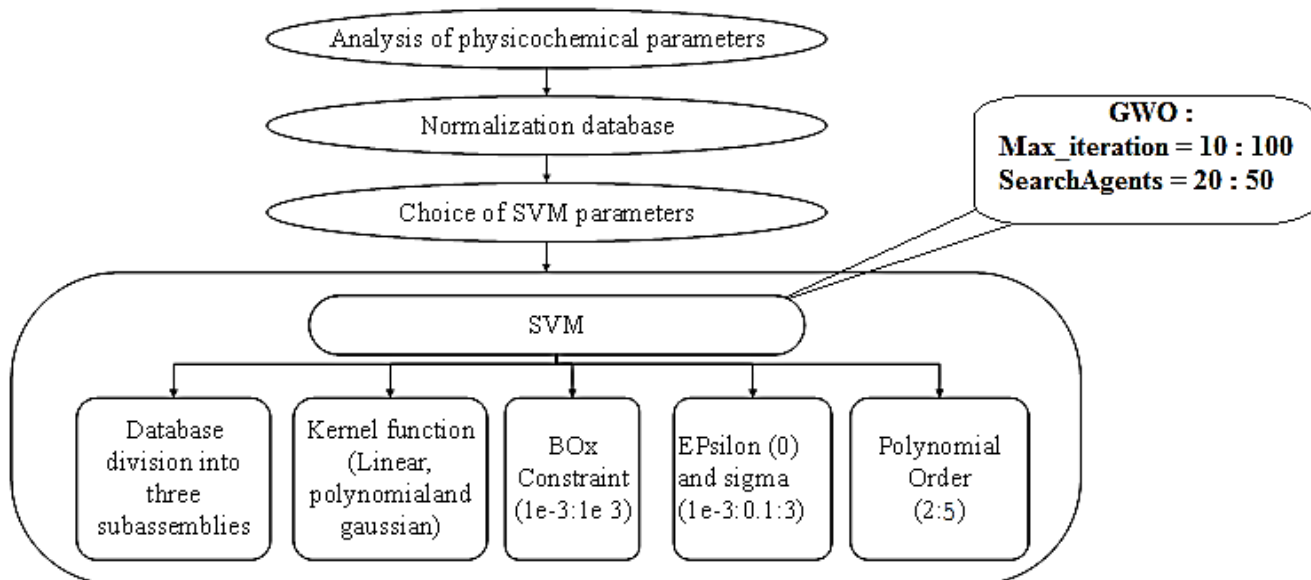 Analysis of physicochemical parameters
Normalization database
GWO :
Max_iteration = 10 : 100
SearchAgents = 20 : 50
Choice of SVM parameters
SVM
Database
division into
three
subassemblies
Kernel function
(Linear,
polynomialand
gaussian)
BOx
Constraint
(1e-3:1e 3)
EPsilon (0)
and sigma
(1e-3:0.1:3)
Polynomial
Order
(2:5)